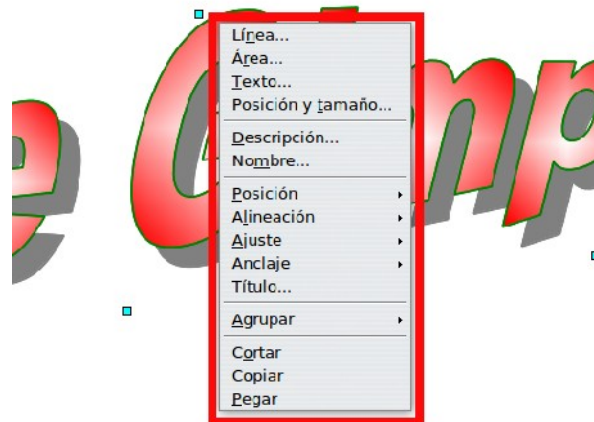 Línea...
Área...
Texto...
Posición y tamaño...
Descripción...
Nombre...
Posición
Alineación
Ajuste
Anclaje
Título...
Agrupar
Cortar
Copiar
Pegar